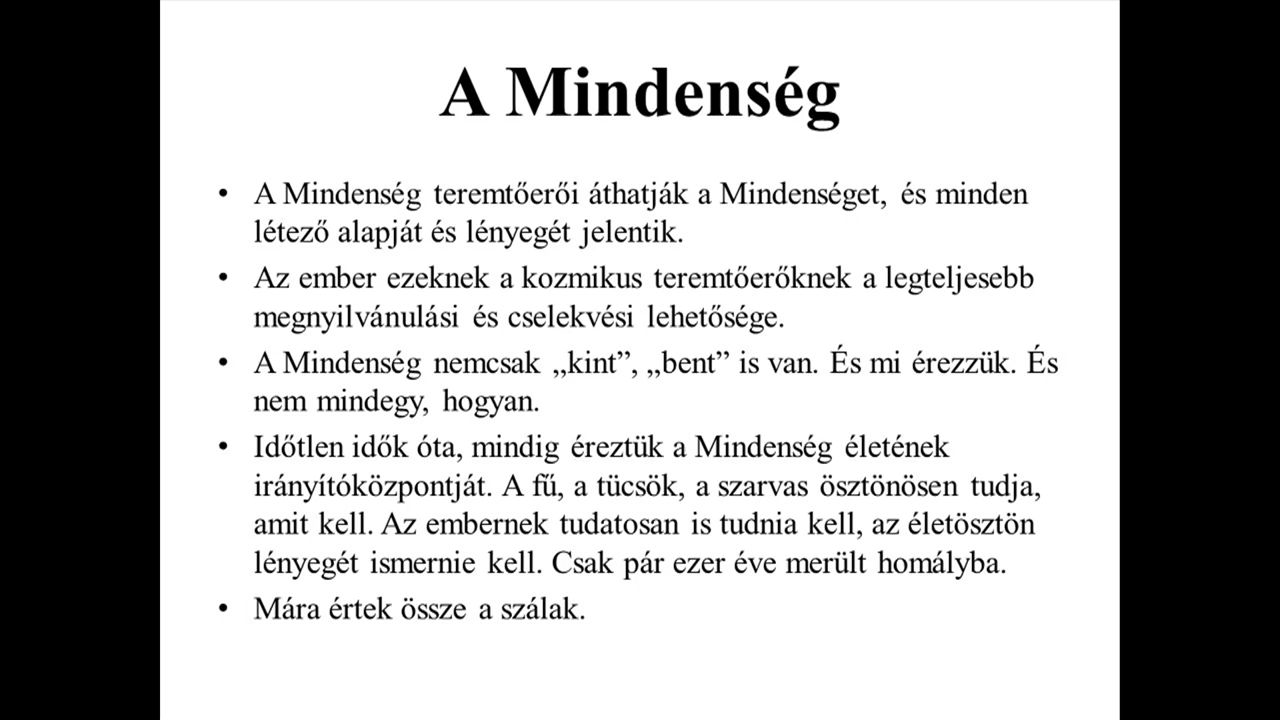 A Mindenség
• A Mindenség teremtőerői áthatják a Mindenséget, és minden
létező alapját és lényegét jelentik.
• Az ember ezeknek a kozmikus teremtőerőknek a legteljesebb
megnyilvánulási és cselekvési lehetősége.
• A Mindenség nemcsak „kint”, „bent” is van. És mi érezzük. És
nem mindegy, hogyan.
• Időtlen idők óta, mindig éreztük a Mindenség életének
irányítóközpontját. A fű, a tücsök, a szarvas ösztönösen tudja,
amit kell. Az embernek tudatosan is tudnia kell, az életösztön
lényegét ismernie kell. Csak pár ezer éve merült homályba.
• Mára értek össze a szálak.